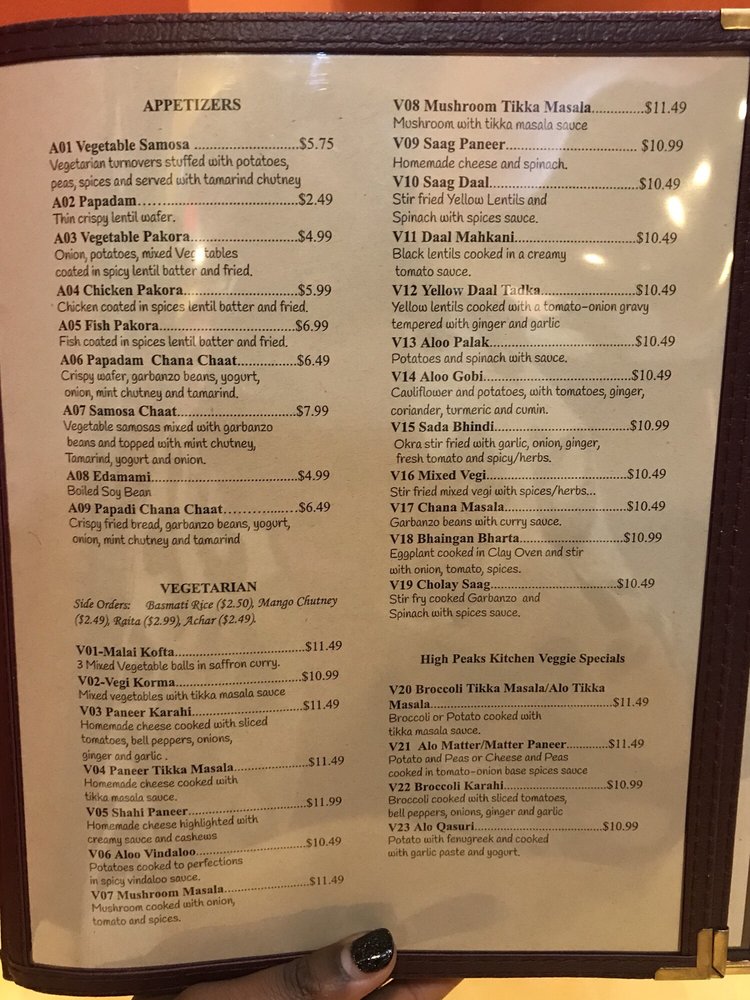 APPETIZERS
A01 Vegetable Samosa ..........................$5.75
Vegetarian turnovers stuffed with potatoes,
peas, spices and served with tamarind chutney
A02 Papadam……………………………$2.49
Thin crispy lentil wafer.
A03 Vegetable Pakora...........................$4.99
Onion, potatoes, mixed Vegetables
coated in spicy lentil batter and fried.
A04 Chicken Pakora.............................$5.99
Chicken coated in spices lentil batter and fried.
A05 Fish Pakora...................................$6.99
Fish coated in spices lentil batter and fried.
A06 Papadam Chana Chaat...............$6.49
Crispy wafer, garbanzo beans, yogurt,
onion, mint chutney and tamarind.
A07 Samosa Chaat..............................$7.99
Vegetable samosas mixed with garbanzo
beans and topped with mint chutney,
Tamarind, yogurt and onion.
A08 Edamami.....................................$4.99
Boiled Soy Bean
A09 Papadi Chana Chaat………........$6.49
Crispy fried bread, garbanzo beans, yogurt,
onion, mint chutney and tamarind
VEGETARIAN
Side Orders: Basmati Rice ($2.50), Mango Chutney
($2.49), Raita ($2.99), Achar ($2.49).
V01-Malai Kofta.................................$11.49
3 Mixed Vegetable balls in saffron curry.
V02-Vegi Korma................................$10.99
Mixed vegetables with tikka masala sauce
V03 Paneer Karahi.............................$11.49
Homemade cheese cooked with sliced
tomatoes, bell peppers, onions,
ginger and garlic .
V04 Paneer Tikka Masala...................$11.49
Homemade cheese cooked with
tikka masala sauce.
V05 Shahi Paneer..............................$11.99
Homemade cheese highlighted with
creamy sauce and cashews
V06 Aloo Vindaloo............................$10.49
Potatoes cooked to perfections
in spicy vindaloo sauce.
V07 Mushroom Masala......................$11.49
Mushroom cooked with onion,
tomato and spices.
V08 Mushroom Tikka Masala..............$11.49
Mushroom with tikka masala sauce
V09 Saag Paneer.................................. $10.99
Homemade cheese and spinach.
V10 Saag Daal......................................$10.49
Stir fried Yellow Lentils and
Spinach with spices sauce.
V11 Daal Mahkani...............................$10.49
Black lentils cooked in a creamy
tomato sauce.
V12 Yellow Daal Tadka........................$10.49
Yellow lentils cooked with a tomato-onion gravy
tempered with ginger and garlic
V13 Aloo Palak.....................................$10.49
Potatoes and spinach with sauce.
V14 Aloo Gobi......................................$10.49
Cauliflower and potatoes, with tomatoes, ginger,
coriander, turmeric and cumin.
V15 Sada Bhindi...................................$10.99
Okra stir fried with garlic, onion, ginger,
fresh tomato and spicy/herbs.
V16 Mixed Vegi....................................$10.49
Stir fried mixed vegi with spices/herbs...
V17 Chana Masala...............................$10.49
Garbanzo beans with curry sauce.
V18 Bhaingan Bharta..........................$10.99
Eggplant cooked in Clay Oven and stir
with onion, tomato, spices.
V19 Cholay Saag................................$10.49
Stir fry cooked Garbanzo and
Spinach with spices sauce.
High Peaks Kitchen Veggie Specials
V20 Broccoli Tikka Masala/Alo Tikka
Masala..............................................$11.49
Broccoli or Potato cooked with
tikka masala sauce.
V21 Alo Matter/Matter Paneer............$11.49
Potato and Peas or Cheese and Peas
cooked in tomato-onion base spices sauce
V22 Broccoli Karahi..........................$10.99
Broccoli cooked with sliced tomatoes,
bell peppers, onions, ginger and garlic
V23 Alo Qasuri................................$10.99
Potato with fenugreek and cooked
with garlic paste and yogurt.